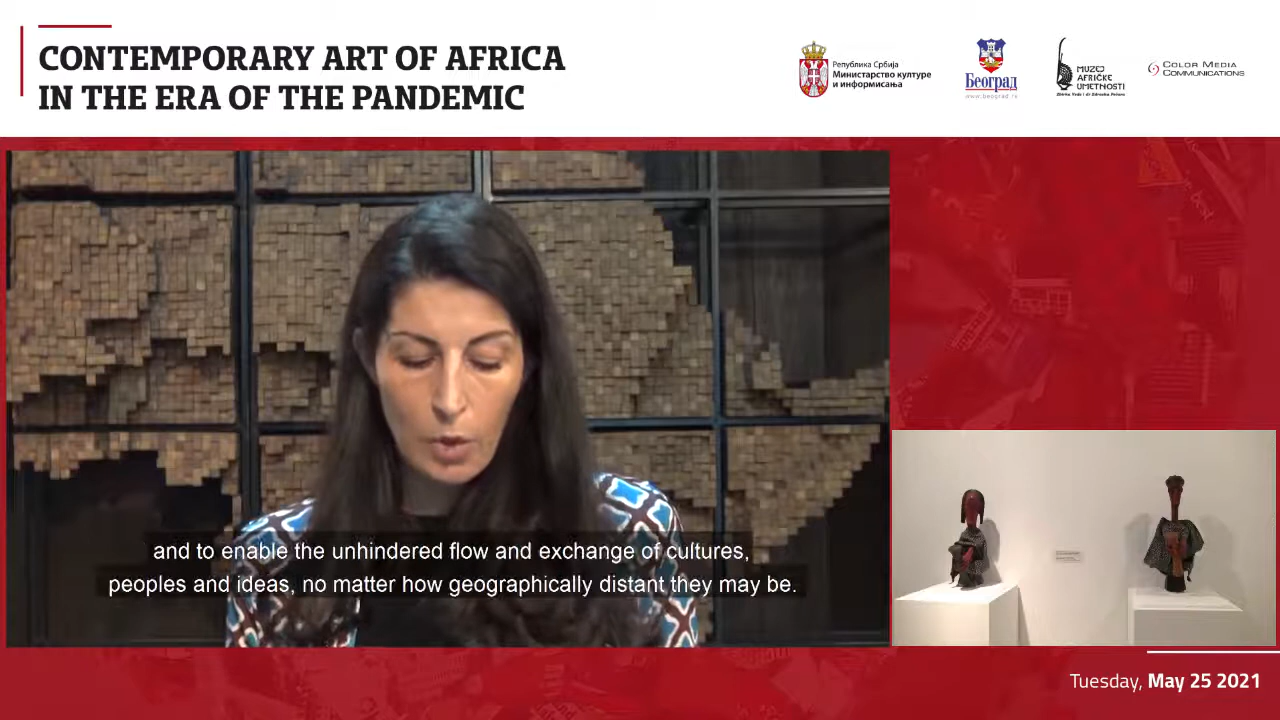 CONTEMPORARY ART OF AFRICA
IN THE ERA OF THE PANDEMIC
Република Србија
Министарство културе
и информисања
Београд
www.beograd.rs
MUZEJ
AFRIČKE
UMETNOSTI
COLOR MEDIA
COMMUNICATIONS
and to enable the unhindered flow and exchange of cultures,
peoples and ideas, no matter how geographically distant they may be.
Tuesday, May 25 2021